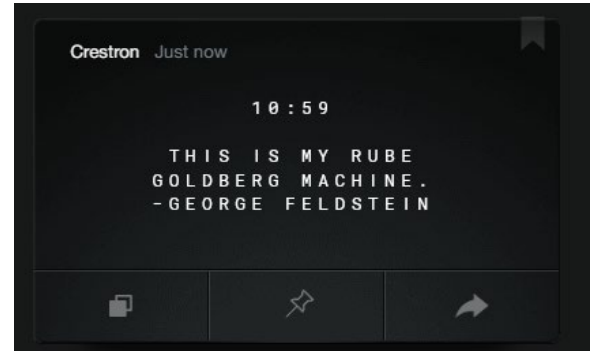 Crestron Just now
10:59
THIS IS MY RUBE
GOLDBERG MACHINE.
-GEORGE FELDSTEIN